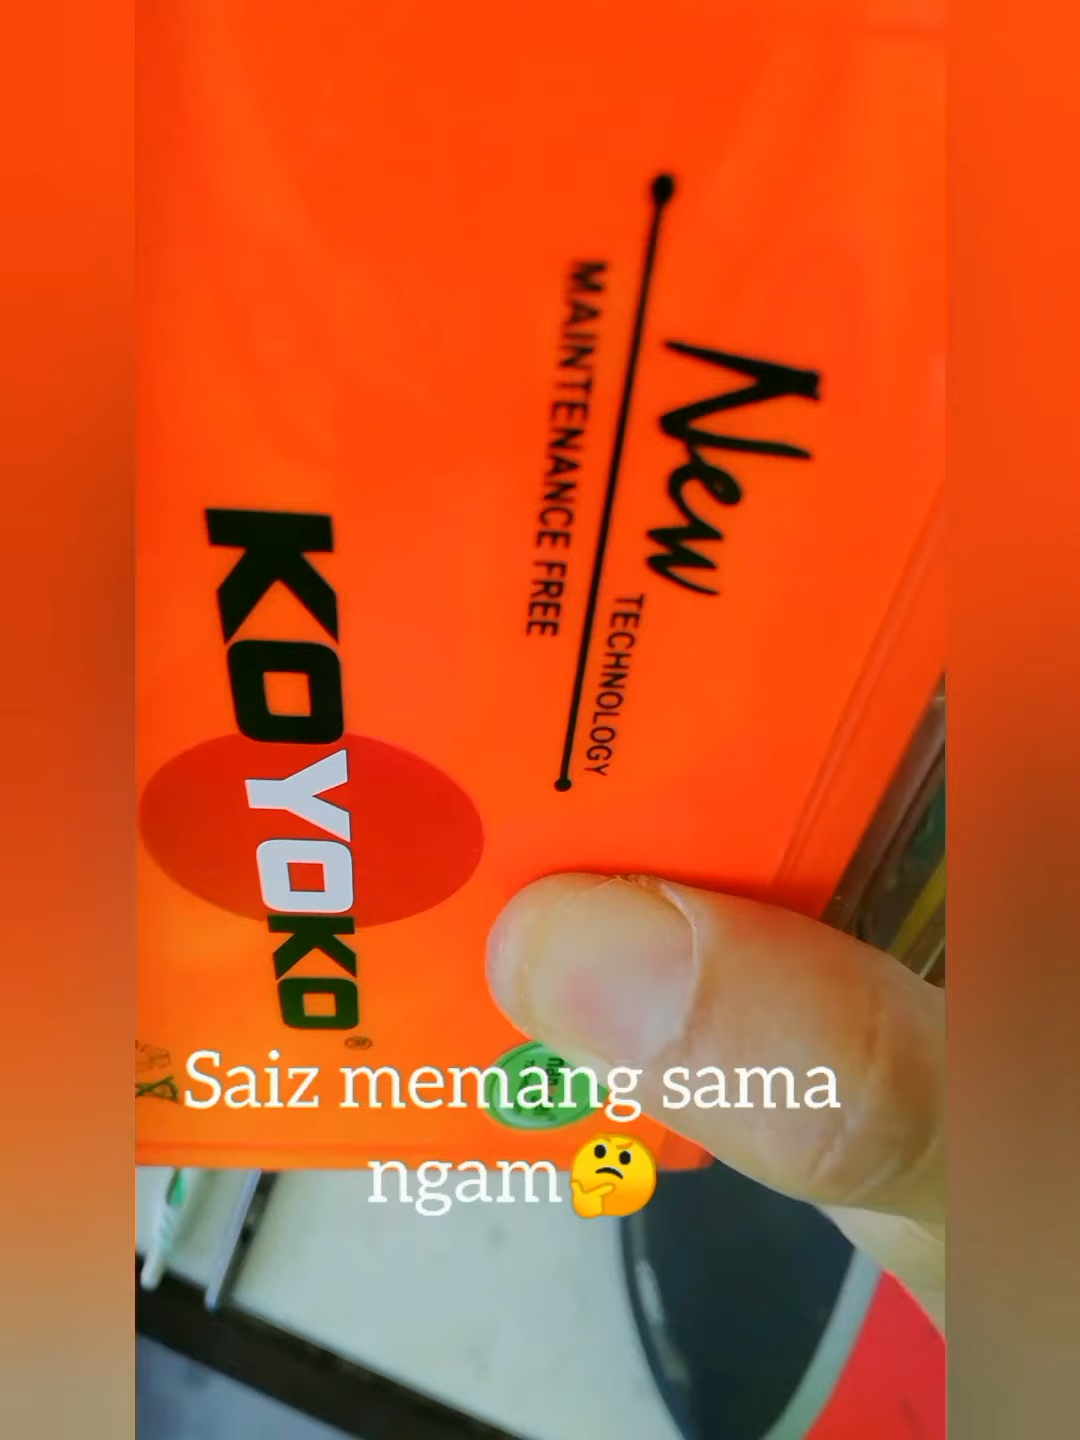 New
TECHNOLOGY
MAINTENANCE FREE
KOYOKO®
Saiz memang sama
ngam🤔